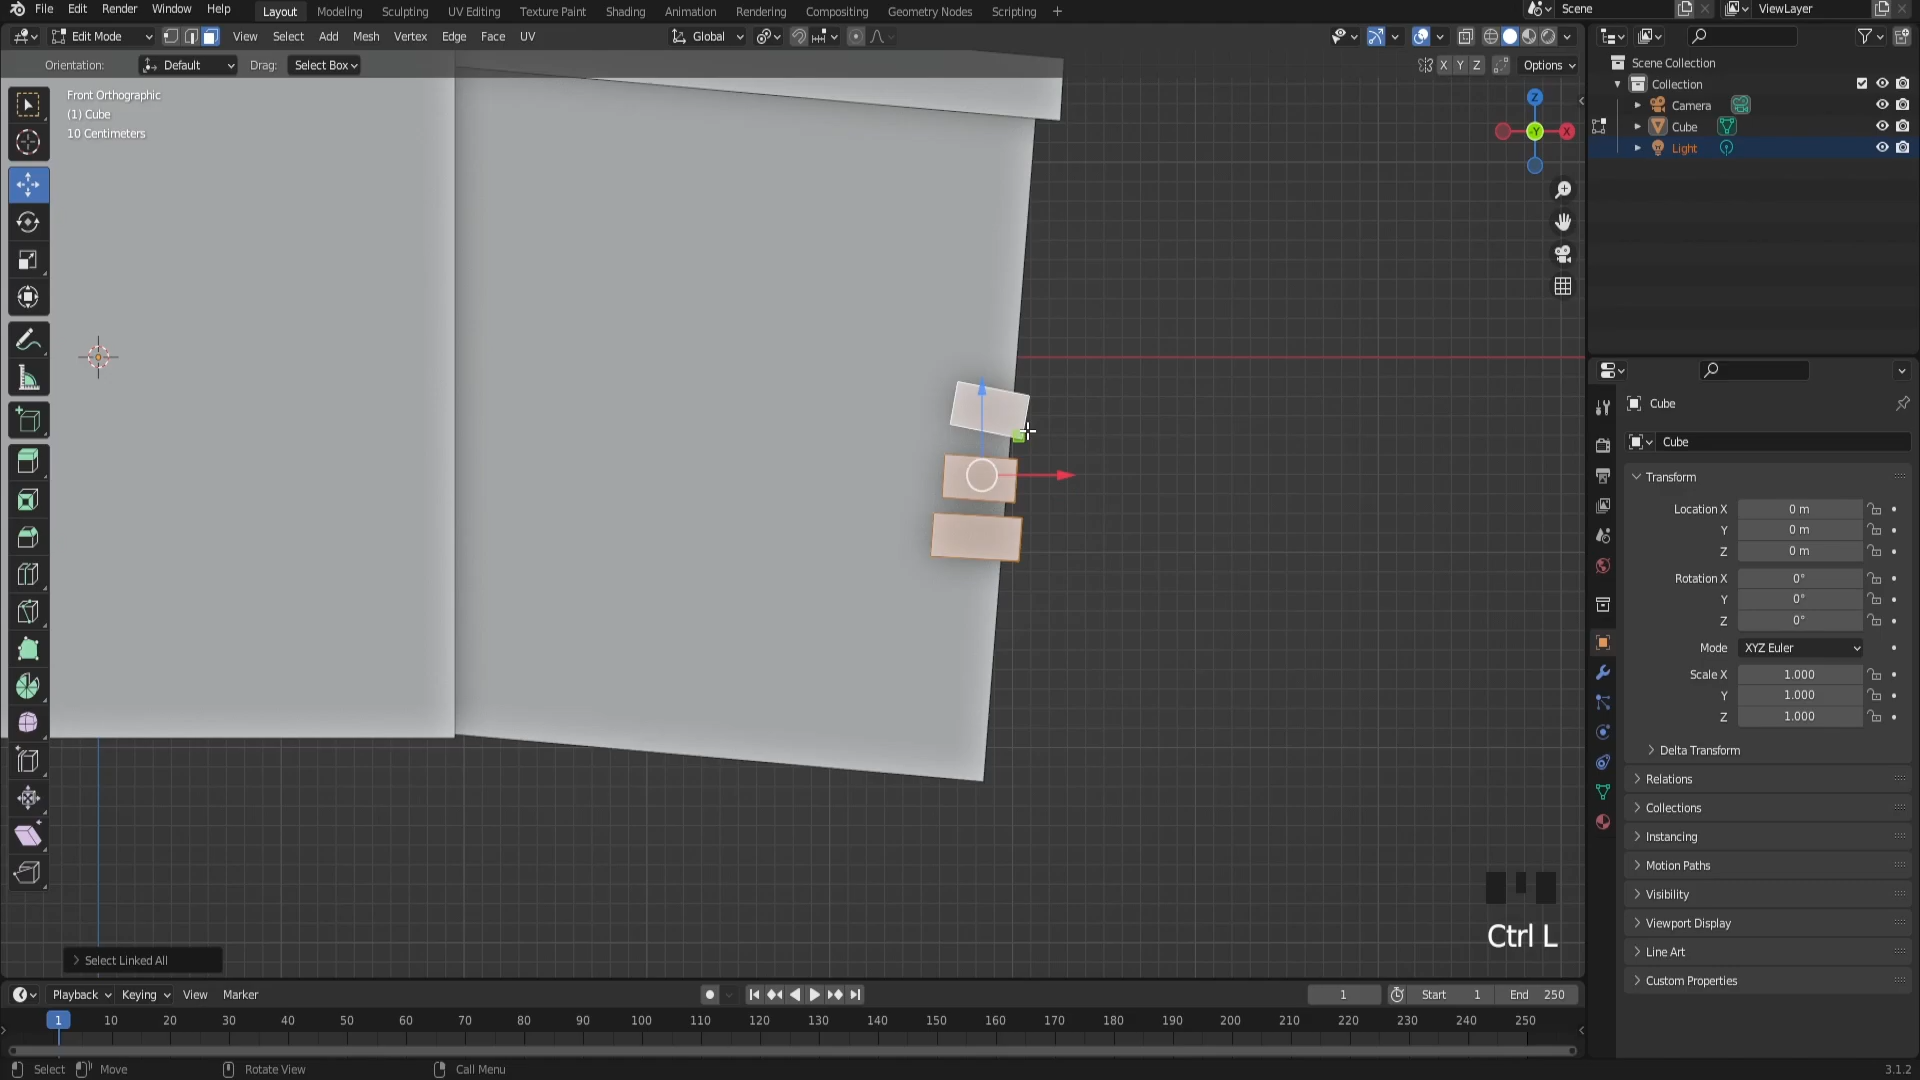 File Edit Render Window Help Layout Modeling Sculpting UV Editing Texture Paint Shading Animation Rendering Compositing Geometry Nodes Scripting + Scene ViewLayer
Edit Mode View Select Add Mesh Vertex Edge Face UV Global
Orientation: Default Drag: Select Box X Y Z Options
Front Orthographic
(1) Cube
10 Centimeters
Z
-Y
X
Scene Collection
Collection
Camera
Cube
Light
Cube
Cube
Transform
Location X 0 m
Y 0 m
Z 0 m
Rotation X 0°
Y 0°
Z 0°
Mode XYZ Euler
Scale X 1.000
Y 1.000
Z 1.000
Delta Transform
Relations
Collections
Instancing
Motion Paths
Visibility
Viewport Display
Line Art
Custom Properties
Ctrl L
Select Linked All
Playback Keying View Marker 1 Start 1 End 250
1 10 20 30 40 50 60 70 80 90 100 110 120 130 140 150 160 170 180 190 200 210 220 230 240 250
Select Move Rotate View Call Menu 3.1.2